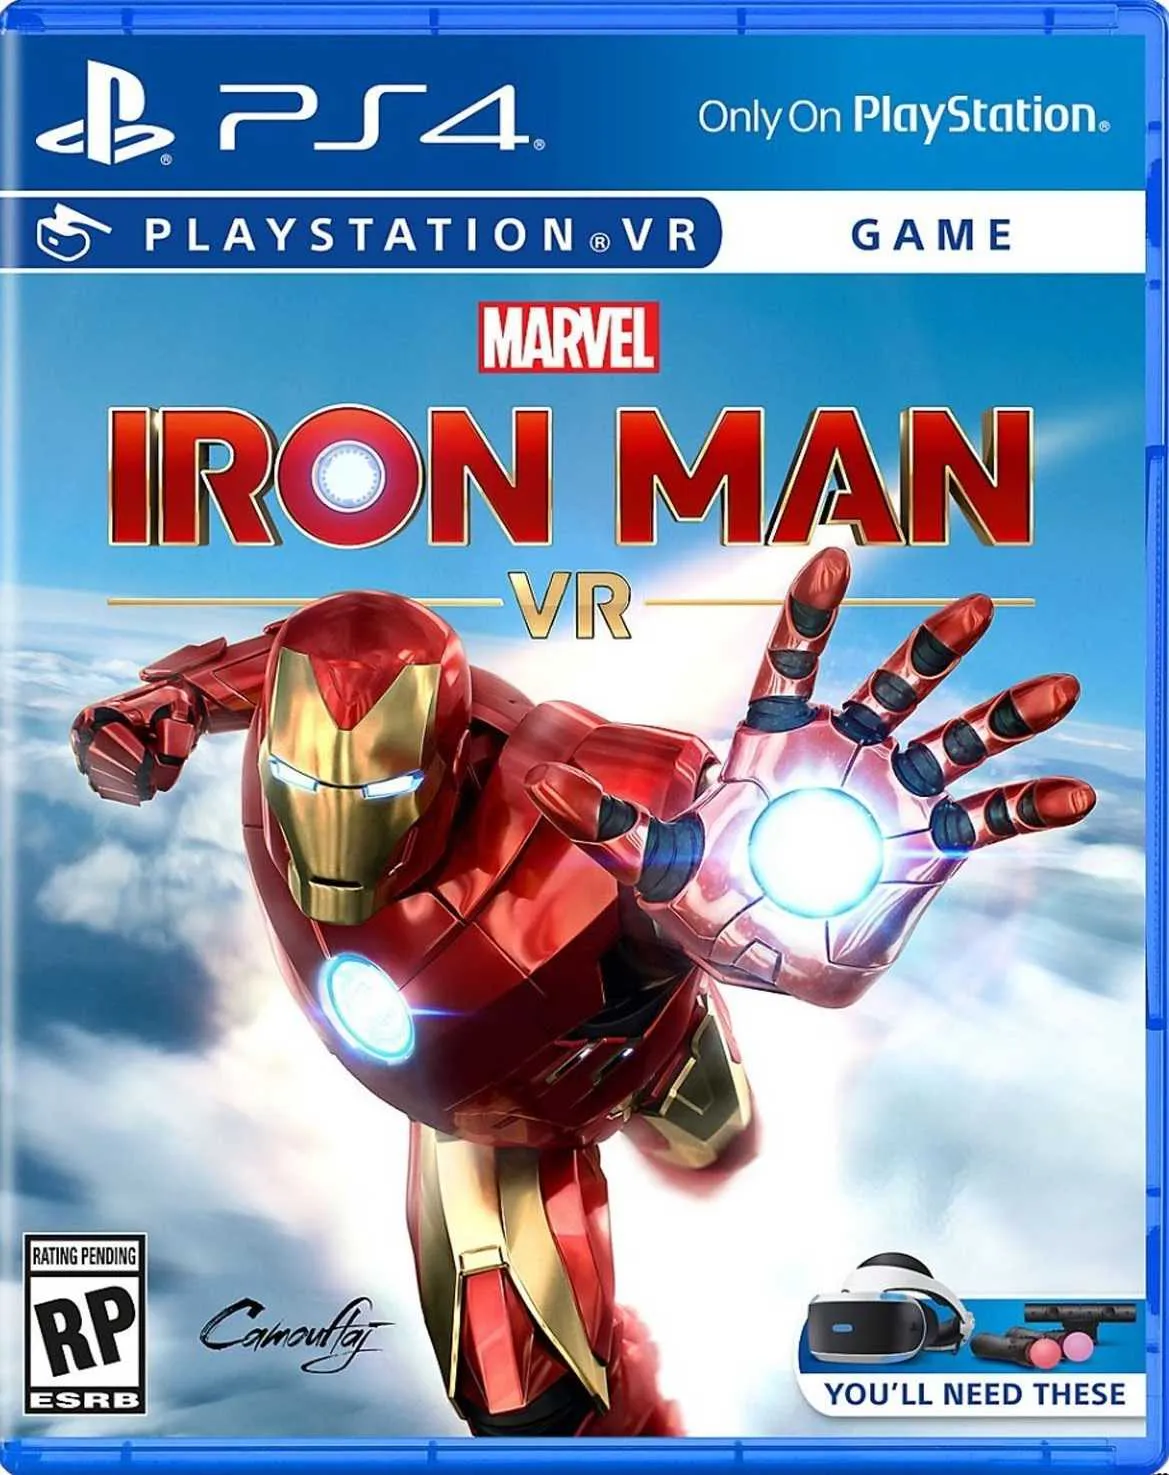 PS4®
Only On PlayStation®
PLAYSTATION®VR
GAME
MARVEL
IRON MAN
VR
RATING PENDING
RP
ESRB
Camouflaj
YOU'LL NEED THESE